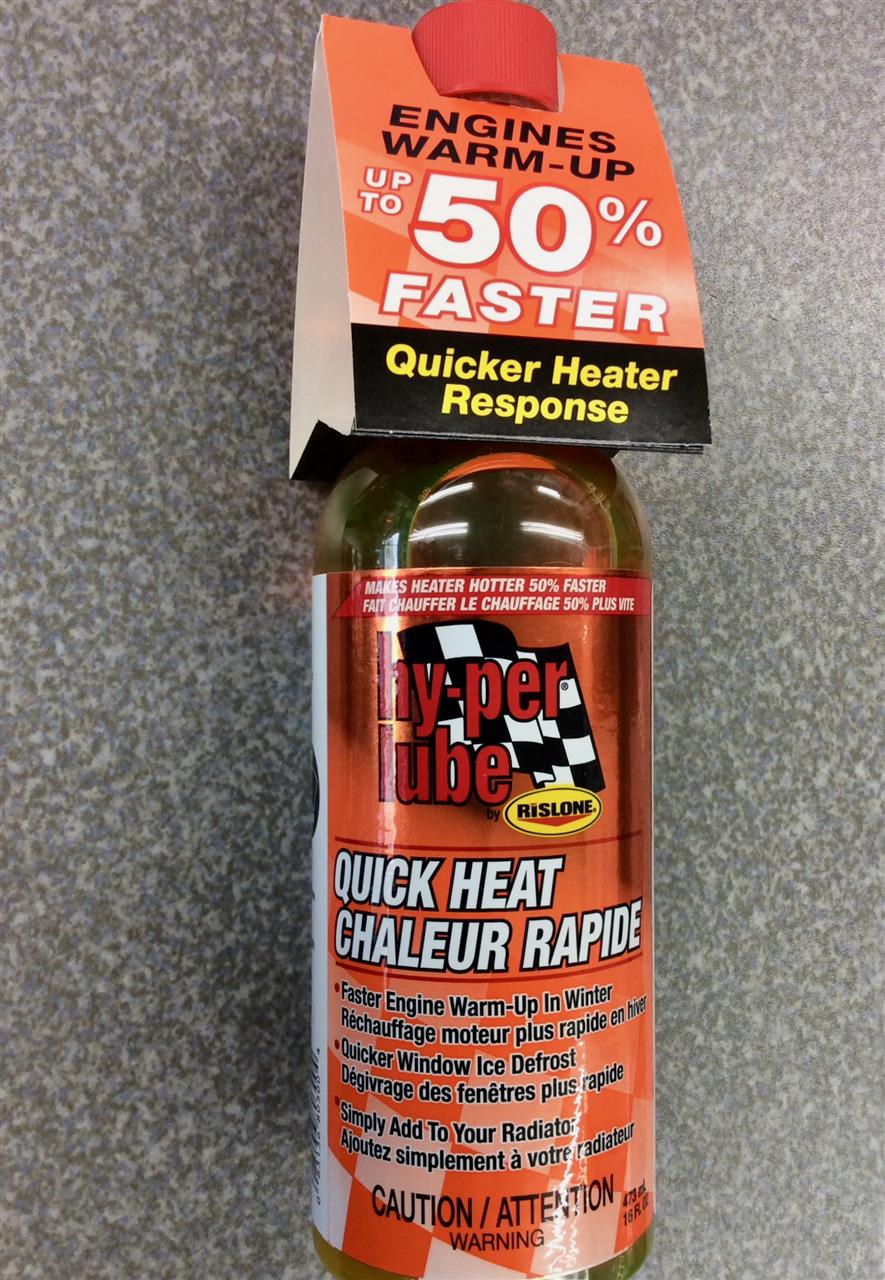 ENGINES
WARM-UP
UP
TO
50%
FASTER
Quicker Heater
Response
MAKES HEATER HOTTER 50% FASTER
FAIT CHAUFFER LE CHAUFFAGE 50% PLUS VITE
hy-per®
lube
by RISLONE®
QUICK HEAT
CHALEUR RAPIDE
•Faster Engine Warm-Up In Winter
Réchauffage moteur plus rapide en hiver
•Quicker Window Ice Defrost
Dégivrage des fenêtres plus rapide
•Simply Add To Your Radiator
Ajoutez simplement à votre radiateur
CAUTION / ATTENTION
WARNING
473 mL
16 Fl. Oz